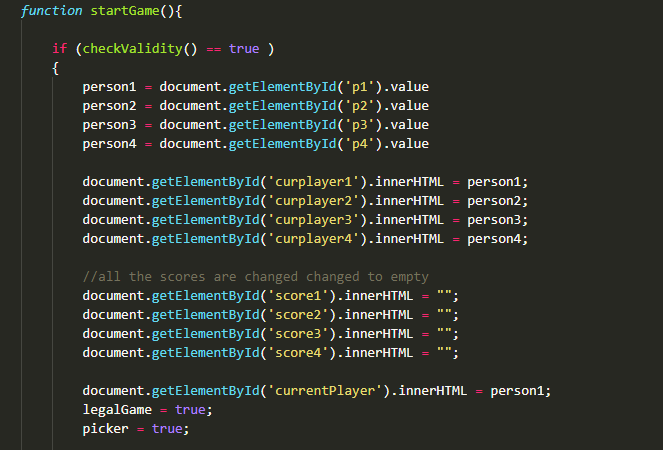 function startGame(){
if (checkValidity() == true )
{
person1 = document.getElementById('p1').value
person2 = document.getElementById('p2').value
person3 = document.getElementById('p3').value
person4 = document.getElementById('p4').value
document.getElementById('curplayer1').innerHTML = person1;
document.getElementById('curplayer2').innerHTML = person2;
document.getElementById('curplayer3').innerHTML = person3;
document.getElementById('curplayer4').innerHTML = person4;
//all the scores are changed changed to empty
document.getElementById('score1').innerHTML = "";
document.getElementById('score2').innerHTML = "";
document.getElementById('score3').innerHTML = "";
document.getElementById('score4').innerHTML = "";
document.getElementById('currentPlayer').innerHTML = person1;
legalGame = true;
picker = true;